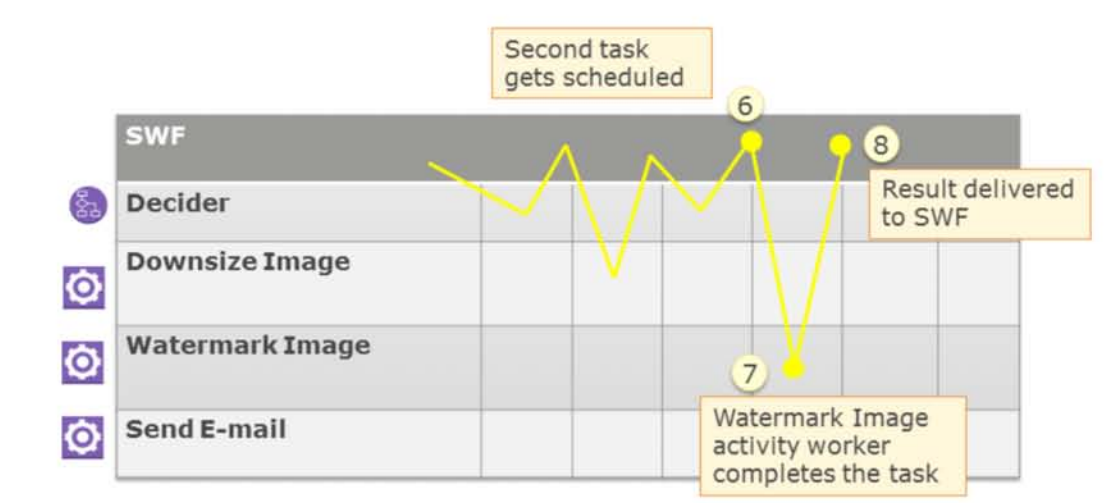 Second task
gets scheduled
6
SWF
8
Result delivered
to SWF
Decider
Downsize Image
Watermark Image
7
Watermark Image
activity worker
completes the task
Send E-mail